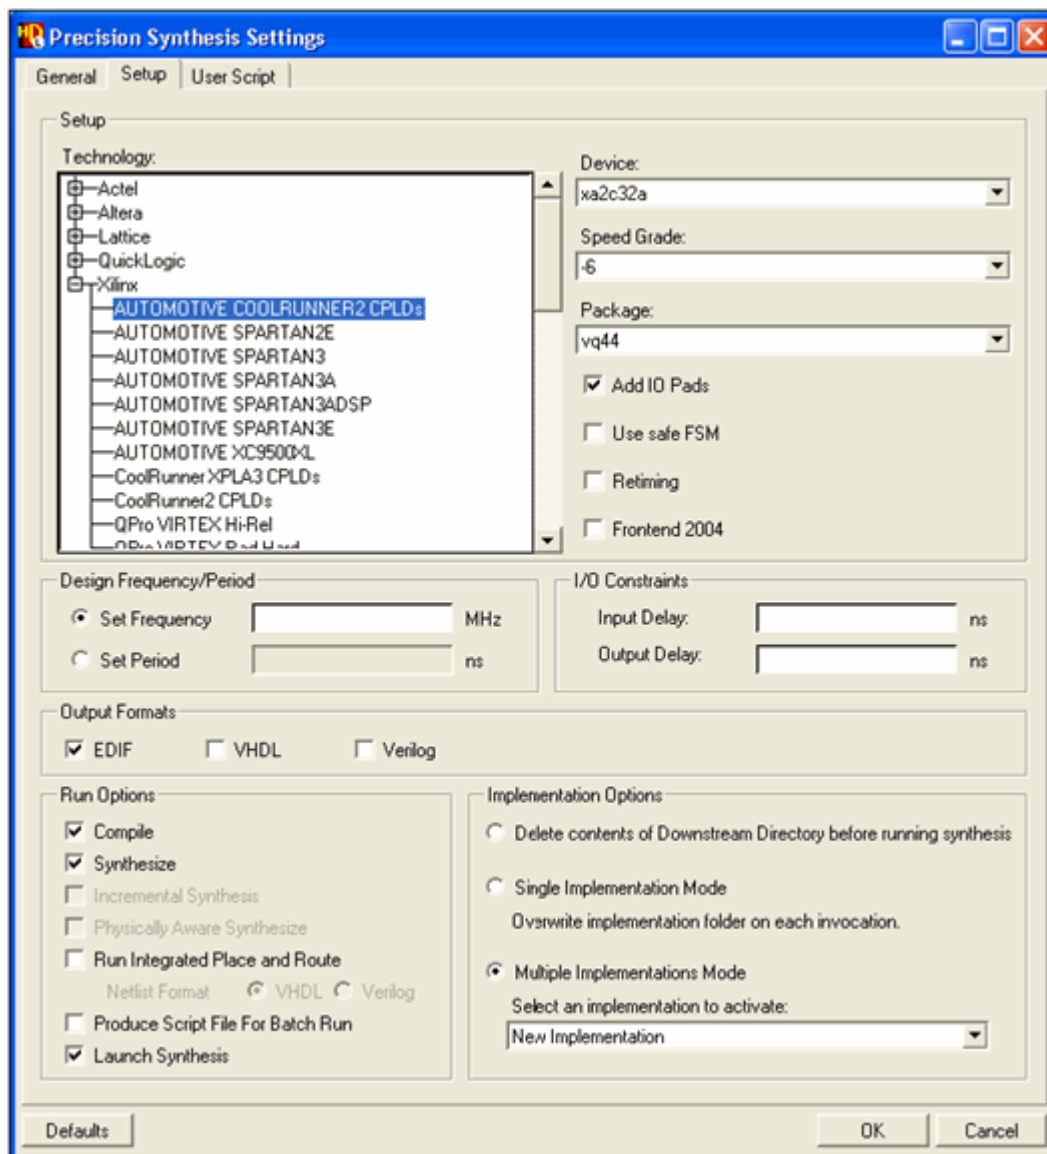 Precision Synthesis Settings
General Setup User Script
Setup
Technology:
Actel
Altera
Lattice
QuickLogic
Xilinx
AUTOMOTIVE COOLRUNNER2 CPLDs
AUTOMOTIVE SPARTAN2E
AUTOMOTIVE SPARTAN3
AUTOMOTIVE SPARTAN3A
AUTOMOTIVE SPARTAN3ADSP
AUTOMOTIVE SPARTAN3E
AUTOMOTIVE XC9500XL
CoolRunner XPLA3 CPLDs
CoolRunner2 CPLDs
QPro VIRTEX Hi-Rel
QPro VIRTEX Rad Hard
Device:
xa2c32a
Speed Grade:
-6
Package:
vq44
Add IO Pads
Use safe FSM
Retiming
Frontend 2004
Design Frequency/Period
Set Frequency MHz
Set Period ns
I/O Constraints
Input Delay: ns
Output Delay: ns
Output Formats
EDIF VHDL Verilog
Run Options
Compile
Synthesize
Incremental Synthesis
Physically Aware Synthesize
Run Integrated Place and Route
Netlist Format VHDL Verilog
Produce Script File For Batch Run
Launch Synthesis
Implementation Options
Delete contents of Downstream Directory before running synthesis
Single Implementation Mode
Overwrite implementation folder on each invocation.
Multiple Implementations Mode
Select an implementation to activate:
New Implementation
Defaults OK Cancel